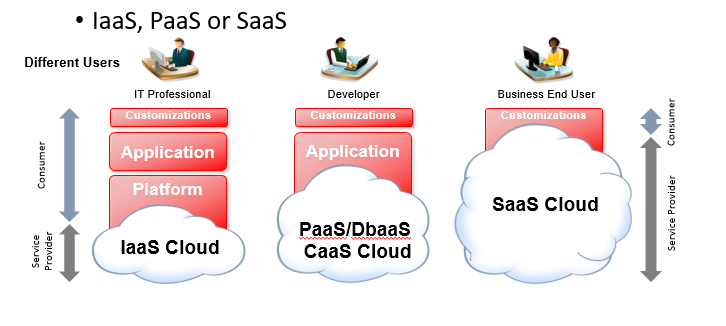 • IaaS, PaaS or SaaS
Different Users
IT Professional
Developer
Business End User
Customizations
Customizations
Customizations
Application
Application
Platform
IaaS Cloud
PaaS/DbaaS
CaaS Cloud
SaaS Cloud
Consumer
Service
Provider
Consumer
Service Provider